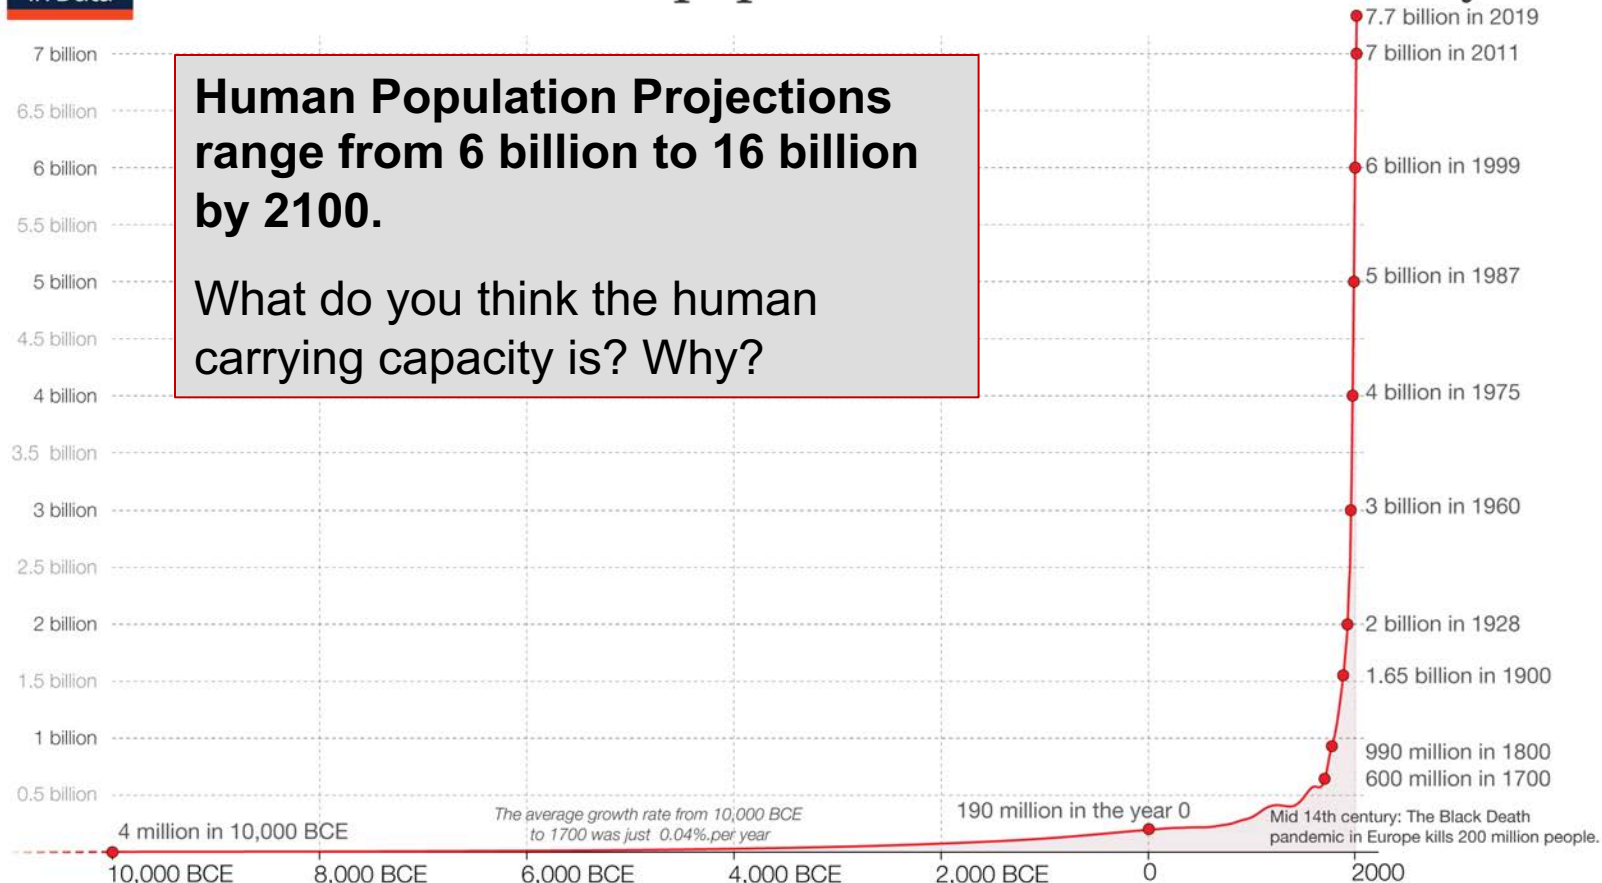 7.7 billion in 2019
7 billion
7 billion in 2011
Human Population Projections
range from 6 billion to 16 billion
by 2100.
What do you think the human
carrying capacity is? Why?
6.5 billion
6 billion
6 billion in 1999
5.5 billion
5 billion
5 billion in 1987
4.5 billion
4 billion
4 billion in 1975
3.5 billion
3 billion
3 billion in 1960
2.5 billion
2 billion
2 billion in 1928
1.5 billion
1.65 billion in 1900
1 billion
990 million in 1800
600 million in 1700
0.5 billion
4 million in 10,000 BCE
The average growth rate from 10,000 BCE
to 1700 was just 0.04%.per year
190 million in the year 0
Mid 14th century: The Black Death
pandemic in Europe kills 200 million people.
10,000 BCE
8,000 BCE
6,000 BCE
4,000 BCE
2,000 BCE
0
2000